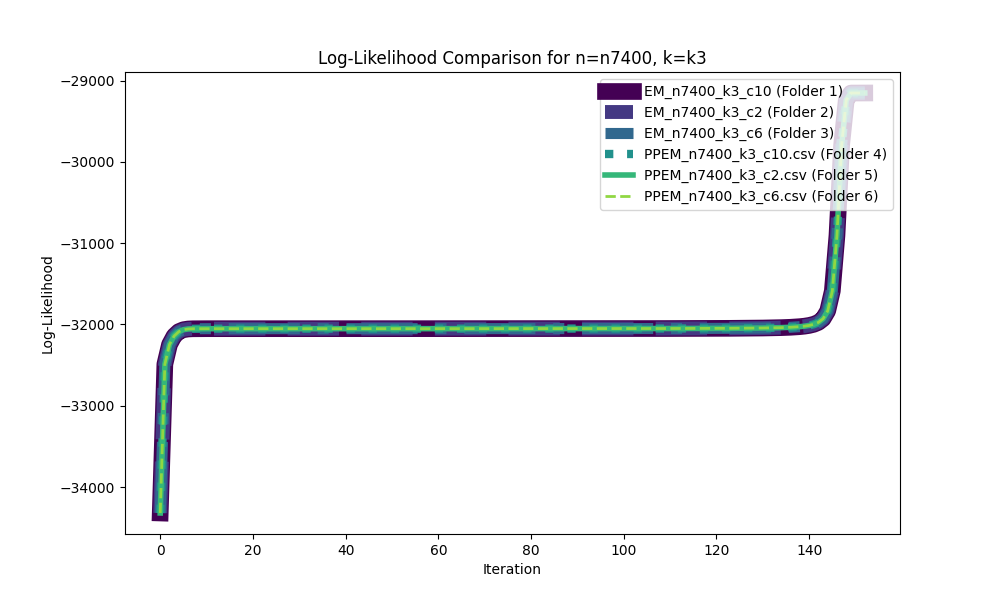 Log-Likelihood Comparison for n=n7400, k=k3
Log-Likelihood
−29000
−30000
−31000
−32000
−33000
−34000
EM_n7400_k3_c10 (Folder 1)
EM_n7400_k3_c2 (Folder 2)
EM_n7400_k3_c6 (Folder 3)
PPEM_n7400_k3_c10.csv (Folder 4)
PPEM_n7400_k3_c2.csv (Folder 5)
PPEM_n7400_k3_c6.csv (Folder 6)
0 20 40 60 80 100 120 140
Iteration